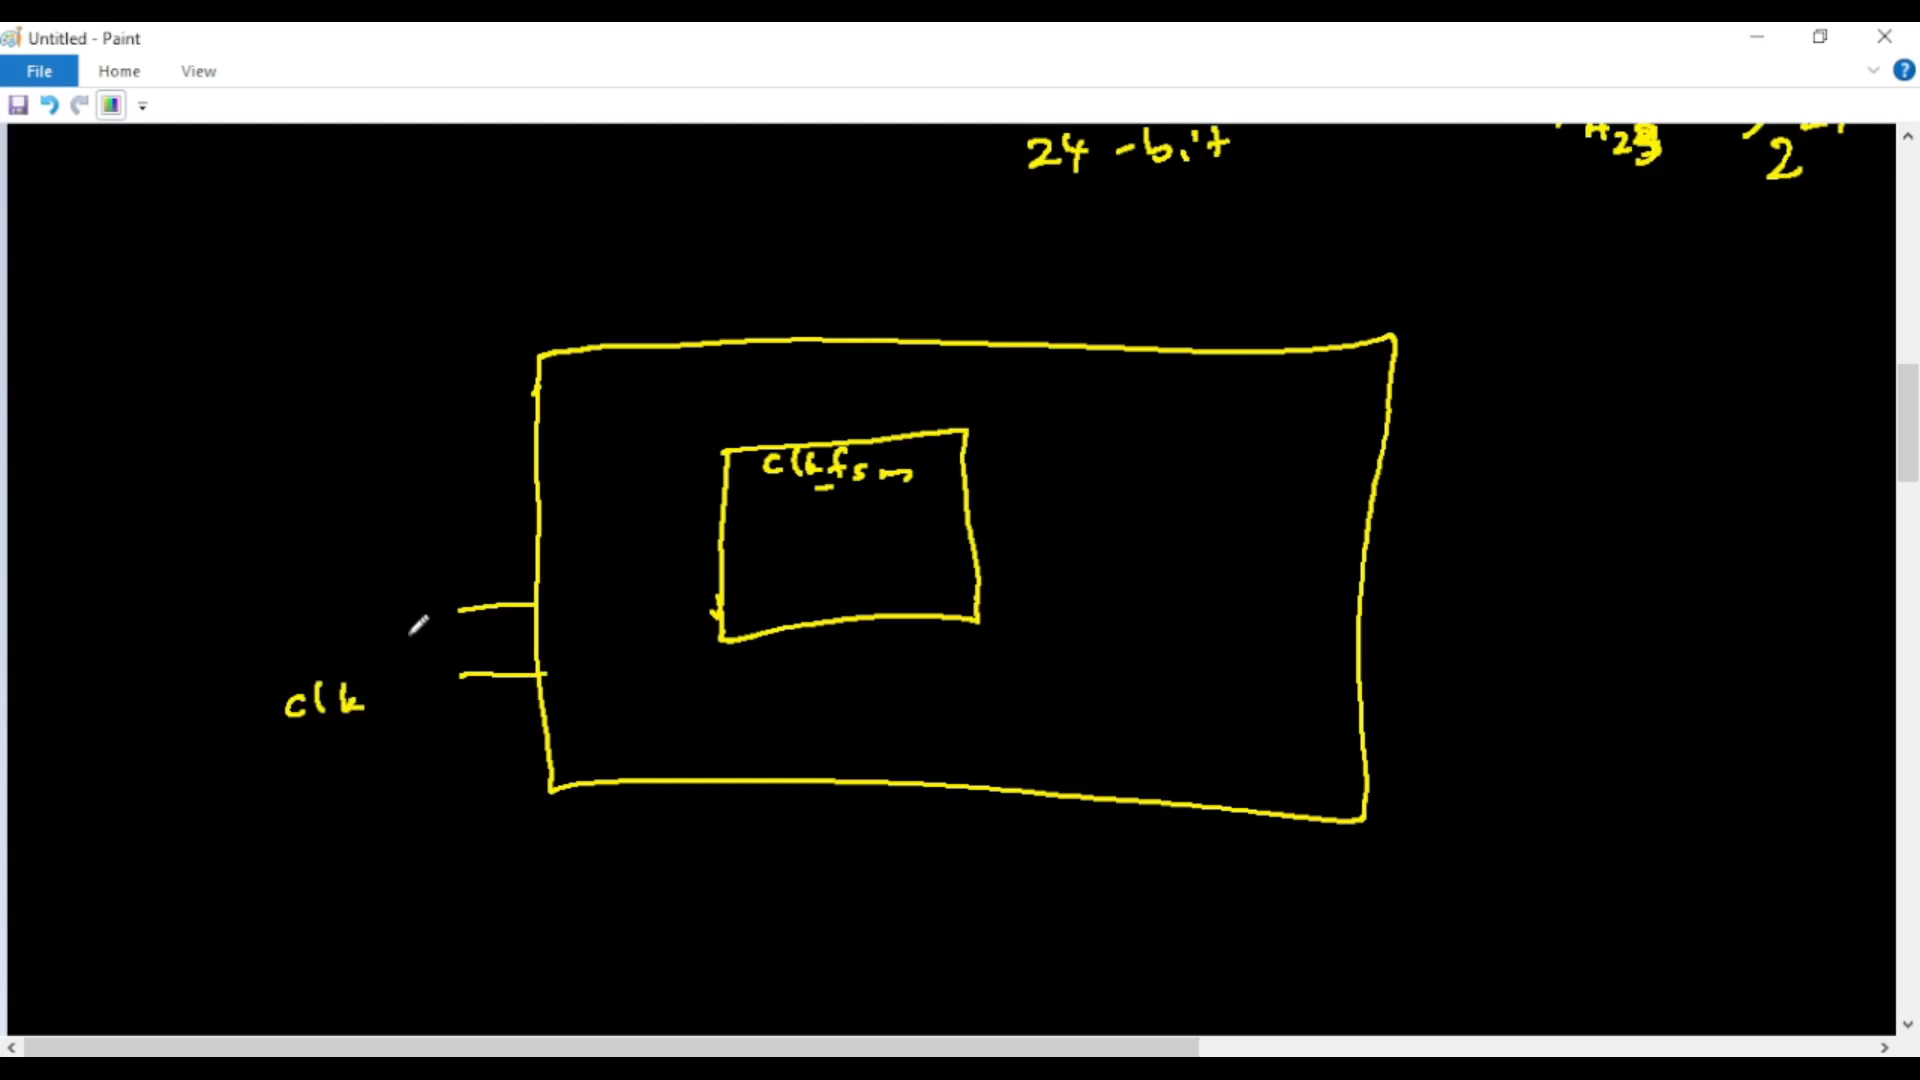 Untitled - Paint
File Home View
24 -bit
2
clk_fsm
clk